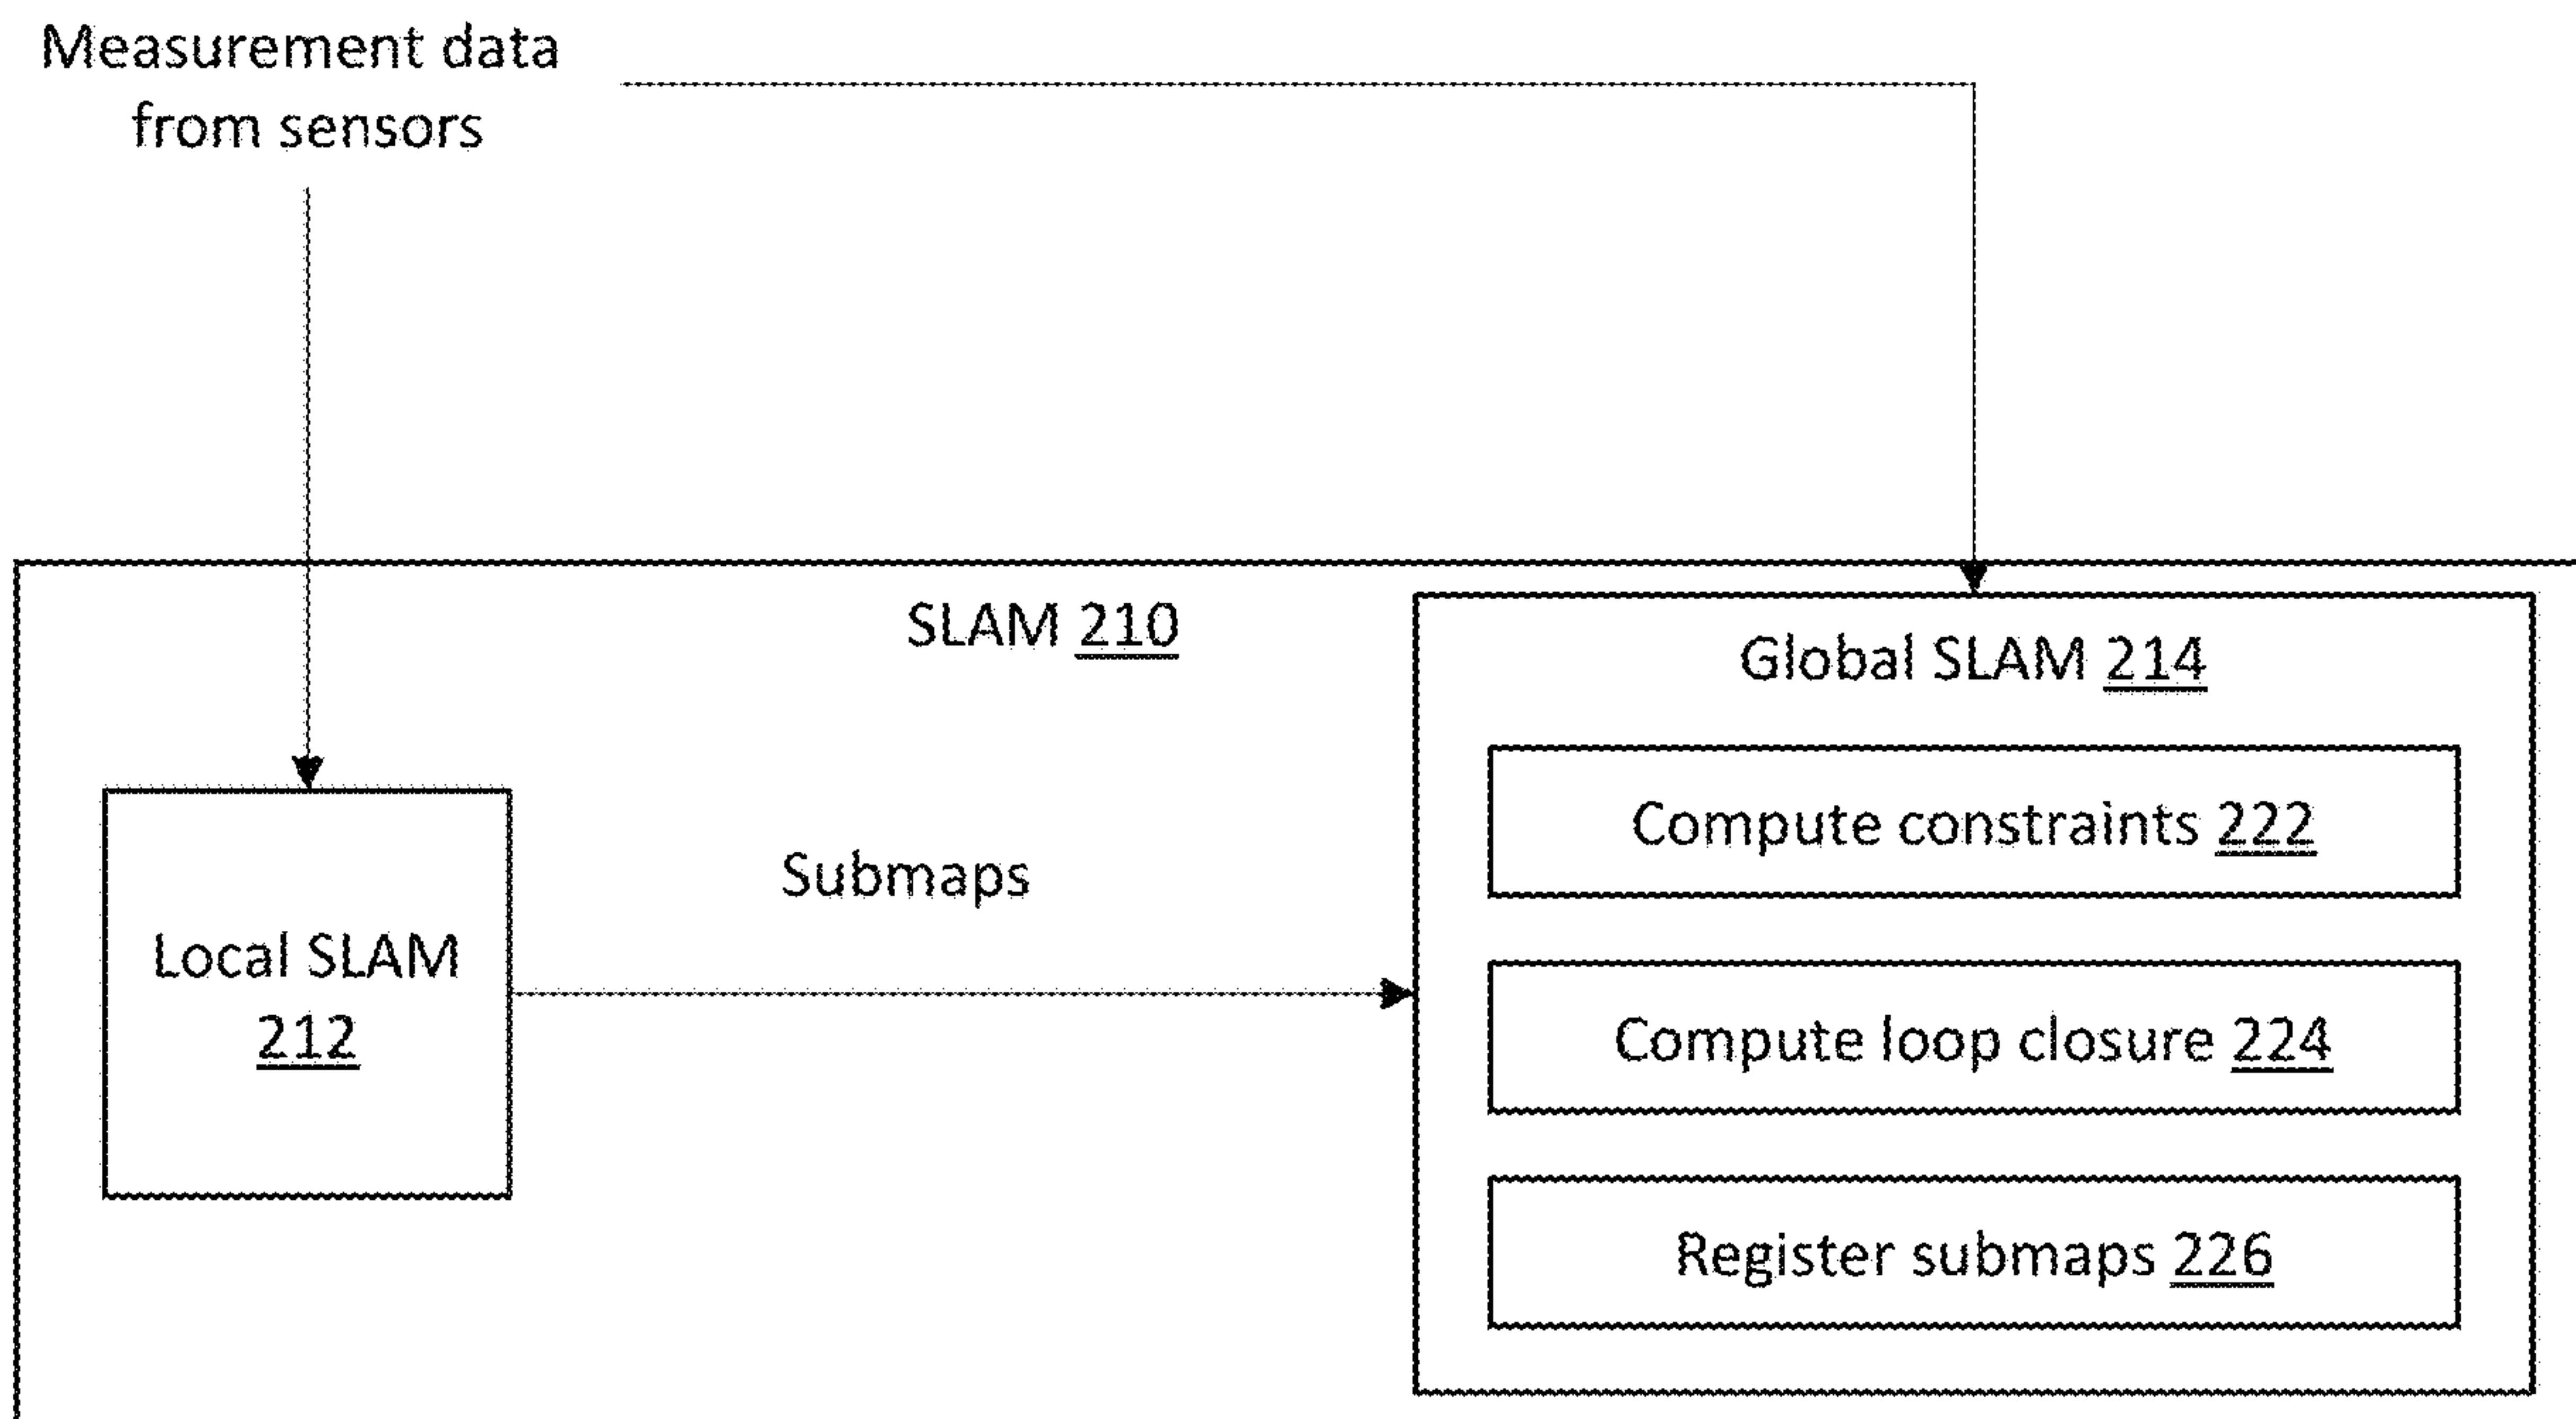 Measurement data
from sensors
SLAM 210
Global SLAM 214
Compute constraints 222
Submaps
Local SLAM
212
Compute loop closure 224
Register submaps 226